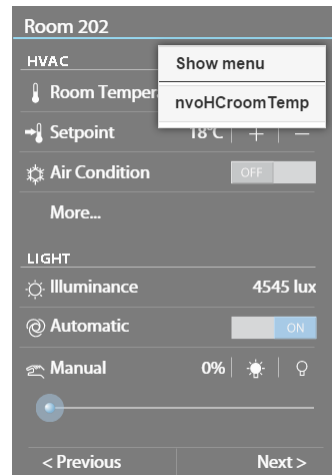 Room 202
HVAC
Show menu
Room Tempera
nvoHCroomTemp
Setpoint 18°C + −
Air Condition OFF
More...
LIGHT
Illuminance 4545 lux
Automatic ON
Manual 0%
< Previous Next >